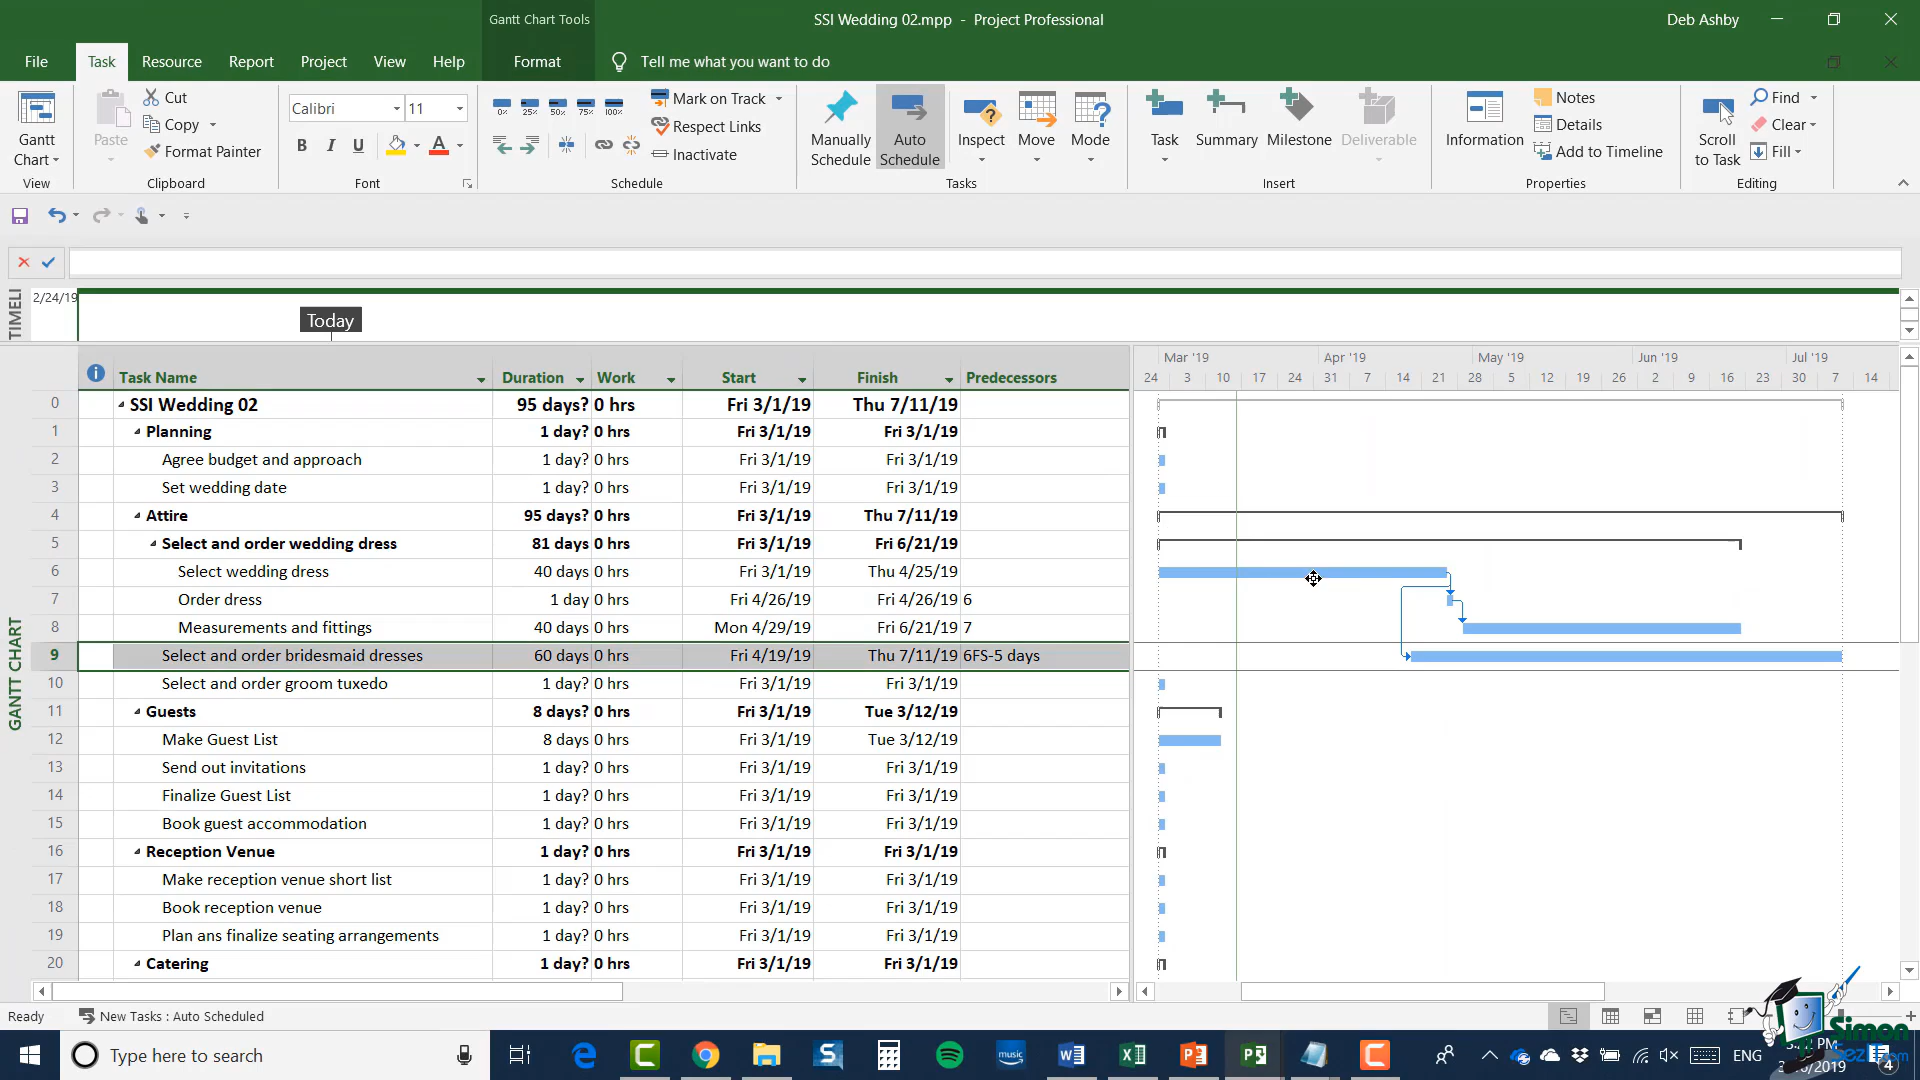 Gantt Chart Tools
SSI Wedding 02.mpp - Project Professional
Deb Ashby
File Task Resource Report Project View Help Format Tell me what you want to do
Gantt Chart
View
Paste
Cut
Copy
Format Painter
Clipboard
Calibri 11
B I U A
Font
0% 25% 50% 75% 100%
Mark on Track
Respect Links
Inactivate
Schedule
Manually Schedule
Auto Schedule
Inspect
Move
Mode
Tasks
Task
Summary
Milestone
Deliverable
Insert
Information
Notes
Details
Add to Timeline
Properties
Scroll to Task
Find
Clear
Fill
Editing
TIMELI
2/24/19
Today
Task Name Duration Work Start Finish Predecessors
Mar '19 Apr '19 May '19 Jun '19 Jul '19
24 3 10 17 24 31 7 14 21 28 5 12 19 26 2 9 16 23 30 7 14
GANTT CHART
0 SSI Wedding 02 95 days? 0 hrs Fri 3/1/19 Thu 7/11/19
1 Planning 1 day? 0 hrs Fri 3/1/19 Fri 3/1/19
2 Agree budget and approach 1 day? 0 hrs Fri 3/1/19 Fri 3/1/19
3 Set wedding date 1 day? 0 hrs Fri 3/1/19 Fri 3/1/19
4 Attire 95 days? 0 hrs Fri 3/1/19 Thu 7/11/19
5 Select and order wedding dress 81 days 0 hrs Fri 3/1/19 Fri 6/21/19
6 Select wedding dress 40 days 0 hrs Fri 3/1/19 Thu 4/25/19
7 Order dress 1 day 0 hrs Fri 4/26/19 Fri 4/26/19 6
8 Measurements and fittings 40 days 0 hrs Mon 4/29/19 Fri 6/21/19 7
9 Select and order bridesmaid dresses 60 days 0 hrs Fri 4/19/19 Thu 7/11/19 6FS-5 days
10 Select and order groom tuxedo 1 day? 0 hrs Fri 3/1/19 Fri 3/1/19
11 Guests 8 days? 0 hrs Fri 3/1/19 Tue 3/12/19
12 Make Guest List 8 days 0 hrs Fri 3/1/19 Tue 3/12/19
13 Send out invitations 1 day? 0 hrs Fri 3/1/19 Fri 3/1/19
14 Finalize Guest List 1 day? 0 hrs Fri 3/1/19 Fri 3/1/19
15 Book guest accommodation 1 day? 0 hrs Fri 3/1/19 Fri 3/1/19
16 Reception Venue 1 day? 0 hrs Fri 3/1/19 Fri 3/1/19
17 Make reception venue short list 1 day? 0 hrs Fri 3/1/19 Fri 3/1/19
18 Book reception venue 1 day? 0 hrs Fri 3/1/19 Fri 3/1/19
19 Plan ans finalize seating arrangements 1 day? 0 hrs Fri 3/1/19 Fri 3/1/19
20 Catering 1 day? 0 hrs Fri 3/1/19 Fri 3/1/19
Ready New Tasks : Auto Scheduled
Type here to search
music
ENG
4
Simon Sez it
.com